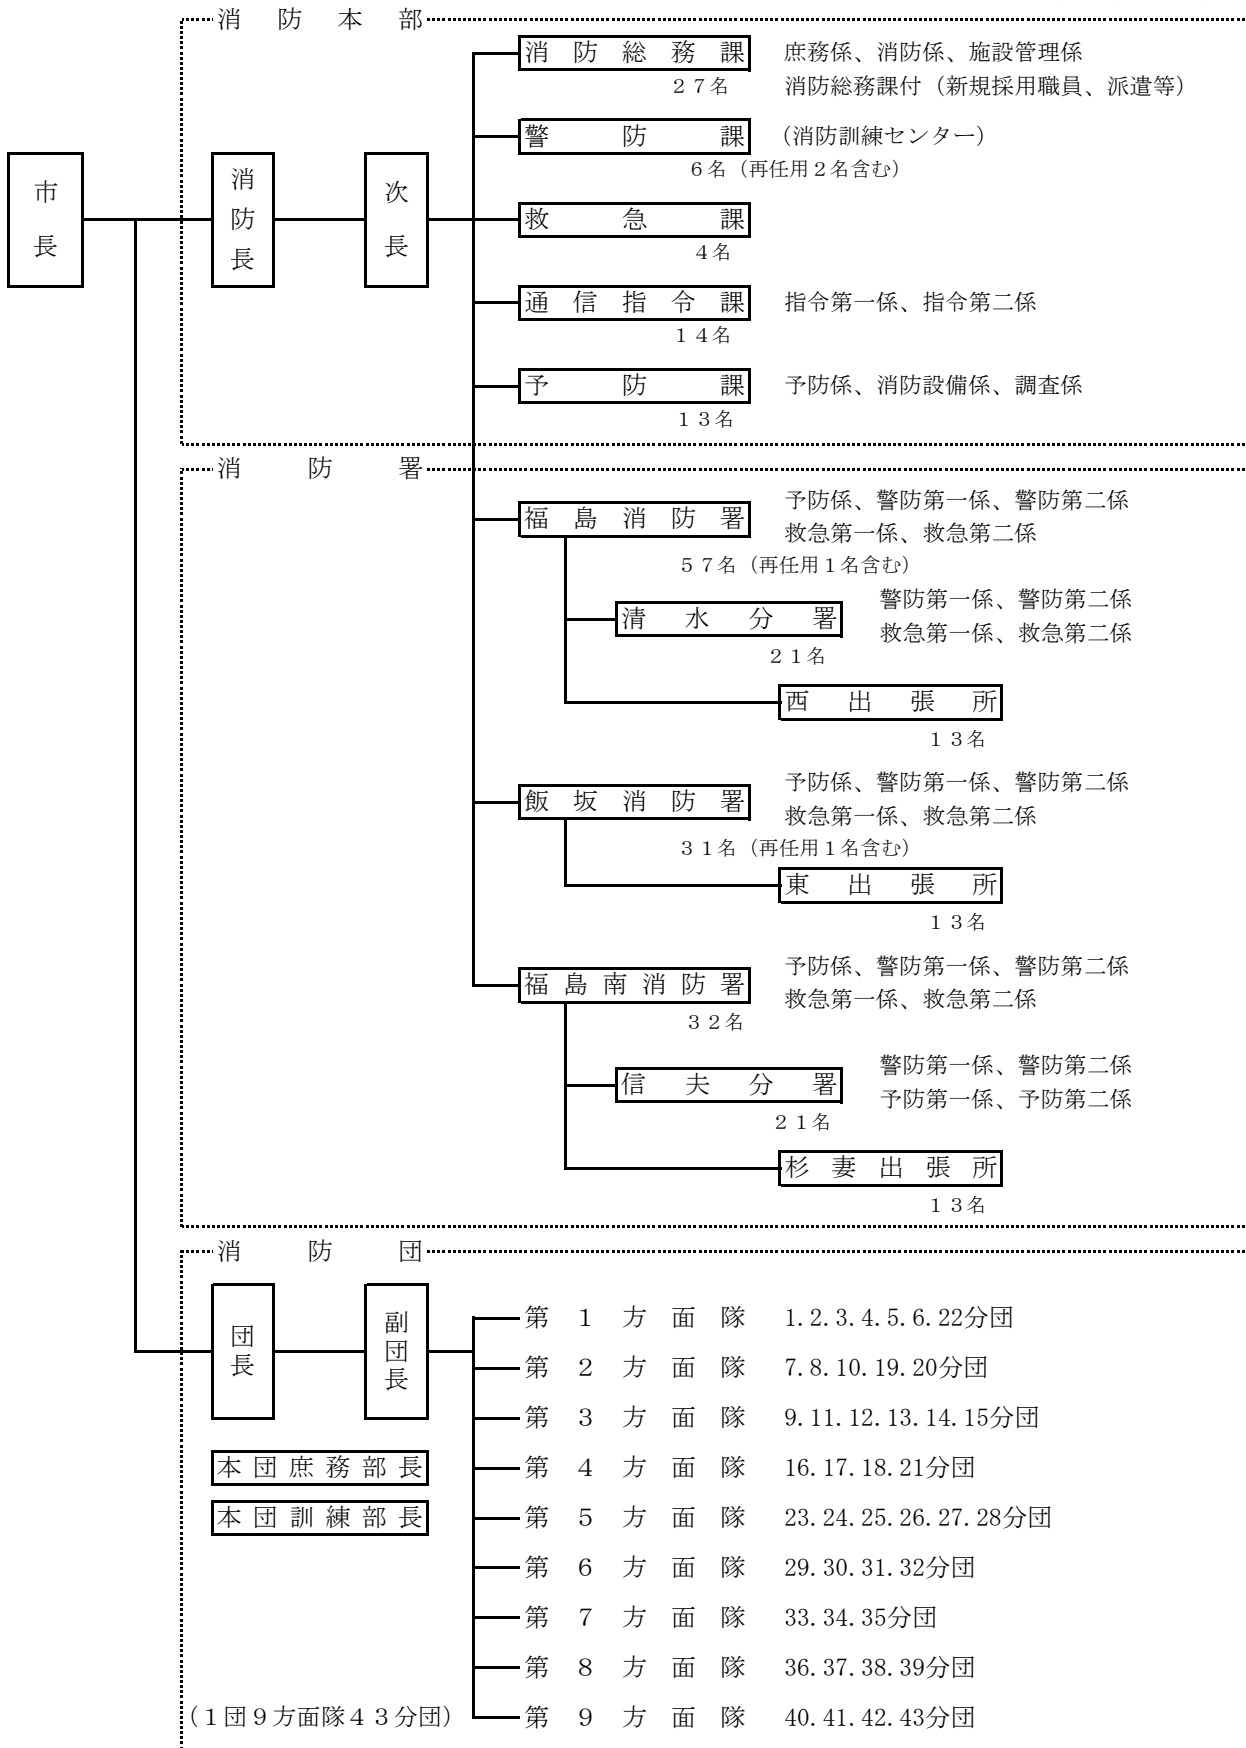 消防本部
消防総務課 庶務係、消防係、施設管理係
27名 消防総務課付（新規採用職員、派遣等）
警防課 （消防訓練センター）
6名（再任用2名含む）
市長
消防長
次長
救急課
4名
通信指令課 指令第一係、指令第二係
14名
予防課 予防係、消防設備係、調査係
13名
消防署
予防係、警防第一係、警防第二係
福島消防署
救急第一係、救急第二係
57名（再任用1名含む）
警防第一係、警防第二係
清水分署
救急第一係、救急第二係
21名
西出張所
13名
予防係、警防第一係、警防第二係
飯坂消防署
救急第一係、救急第二係
31名（再任用1名含む）
東出張所
13名
予防係、警防第一係、警防第二係
福島南消防署
救急第一係、救急第二係
32名
警防第一係、警防第二係
信夫分署
予防第一係、予防第二係
21名
杉妻出張所
13名
消防団
団長
副団長
第1方面隊 1.2.3.4.5.6.22分団
第2方面隊 7.8.10.19.20分団
第3方面隊 9.11.12.13.14.15分団
本団庶務部長
第4方面隊 16.17.18.21分団
本団訓練部長
第5方面隊 23.24.25.26.27.28分団
第6方面隊 29.30.31.32分団
第7方面隊 33.34.35分団
第8方面隊 36.37.38.39分団
（1団9方面隊43分団）
第9方面隊 40.41.42.43分団